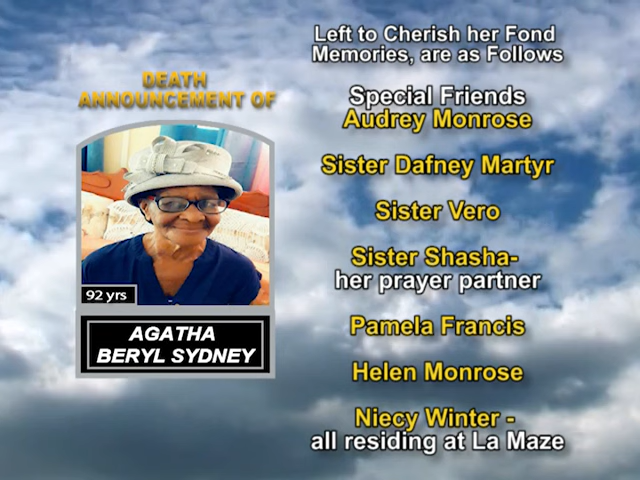 DEATH
ANNOUNCEMENT OF
92 yrs
AGATHA
BERYL SYDNEY
Left to Cherish her Fond
Memories, are as Follows
Special Friends
Audrey Monrose
Sister Dafney Martyr
Sister Vero
Sister Shasha-
her prayer partner
Pamela Francis
Helen Monrose
Niecy Winter -
all residing at La Maze